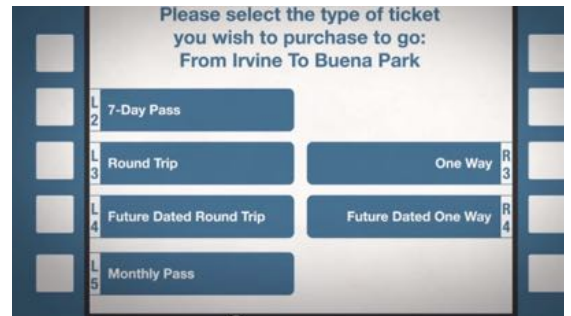 Please select the type of ticket
you wish to purchase to go:
From Irvine To Buena Park
L2 7-Day Pass
L3 Round Trip
One Way R3
L4 Future Dated Round Trip
Future Dated One Way R4
L5 Monthly Pass